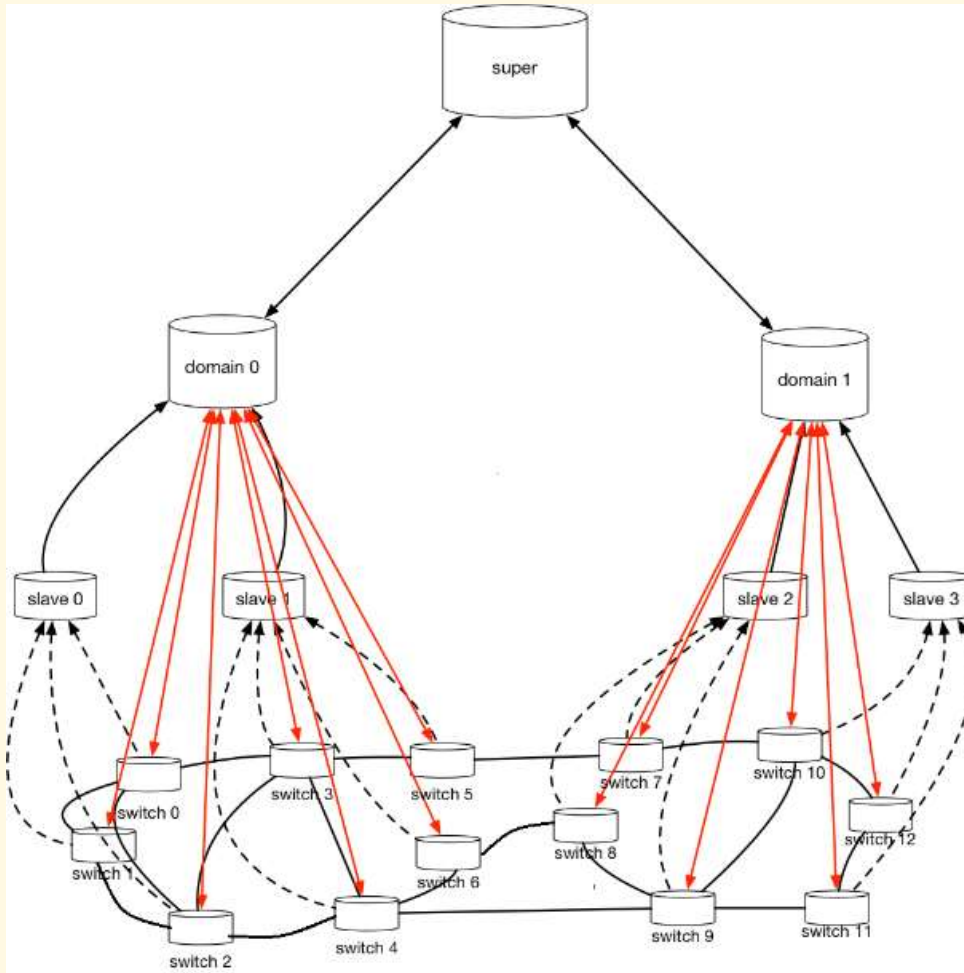 super
domain 0
domain 1
slave 0
slave 1
slave 2
slave 3
switch 0
switch 3
switch 5
switch 7
switch 10
switch 1
switch 6
switch 8
switch 12
switch 2
switch 4
switch 9
switch 11